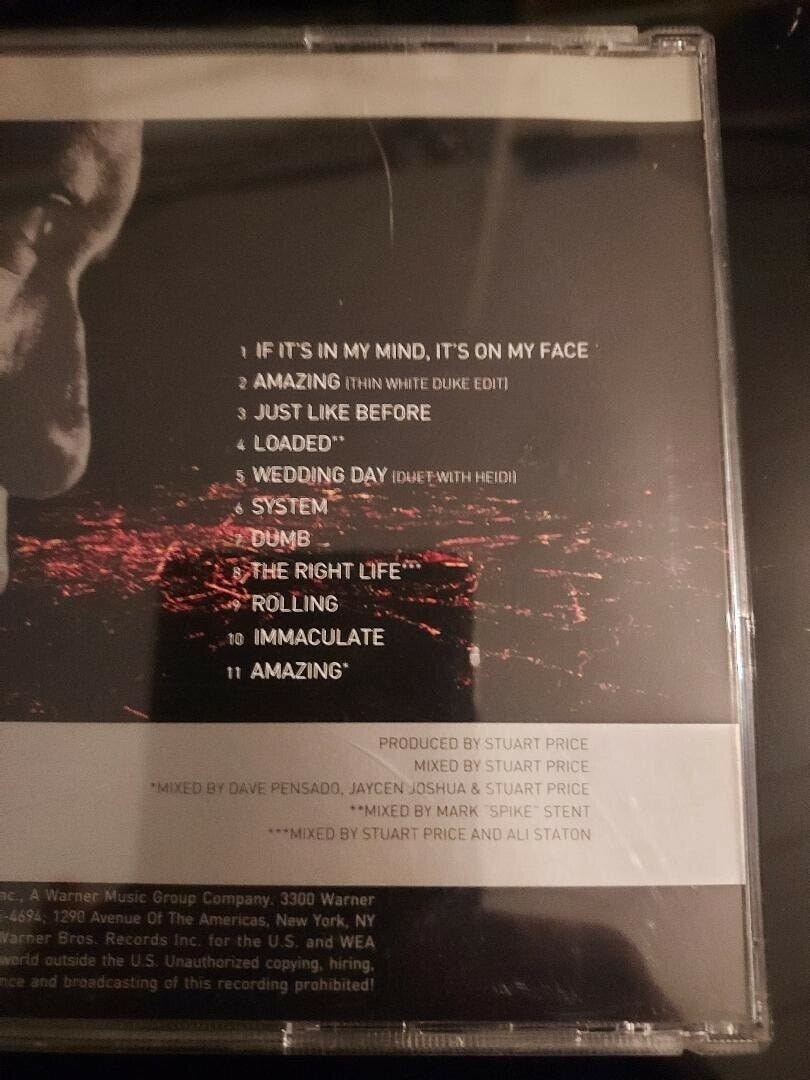 1 IF IT'S IN MY MIND, IT'S ON MY FACE
2 AMAZING (THIN WHITE DUKE EDIT)
3 JUST LIKE BEFORE
4 LOADED**
5 WEDDING DAY (DUET WITH HEIDI)
6 SYSTEM
7 DUMB
8 THE RIGHT LIFE***
9 ROLLING
10 IMMACULATE
11 AMAZING*
PRODUCED BY STUART PRICE
MIXED BY STUART PRICE
*MIXED BY DAVE PENSADO, JAYCEN JOSHUA & STUART PRICE
**MIXED BY MARK "SPIKE" STENT
***MIXED BY STUART PRICE AND ALI STATON
nc., A Warner Music Group Company. 3300 Warner
-4694; 1290 Avenue Of The Americas, New York, NY
Warner Bros. Records Inc. for the U.S. and WEA
world outside the U.S. Unauthorized copying, hiring,
nce and broadcasting of this recording prohibited!